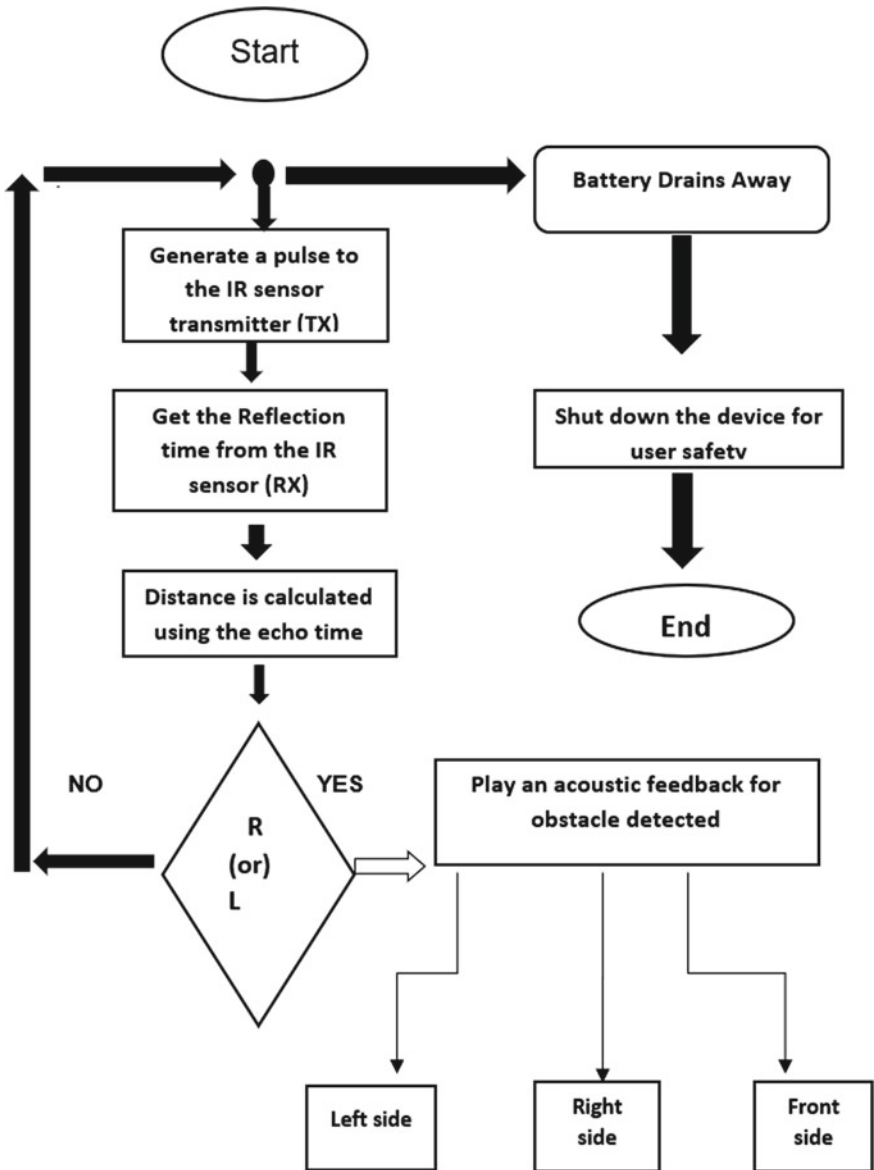 Start
Battery Drains Away
Generate a pulse to
the IR sensor
transmitter (TX)
Get the Reflection
time from the IR
sensor (RX)
Shut down the device for
user safety
Distance is calculated
using the echo time
End
NO
YES
R
(or)
L
Play an acoustic feedback for
obstacle detected
Left side
Right
side
Front
side